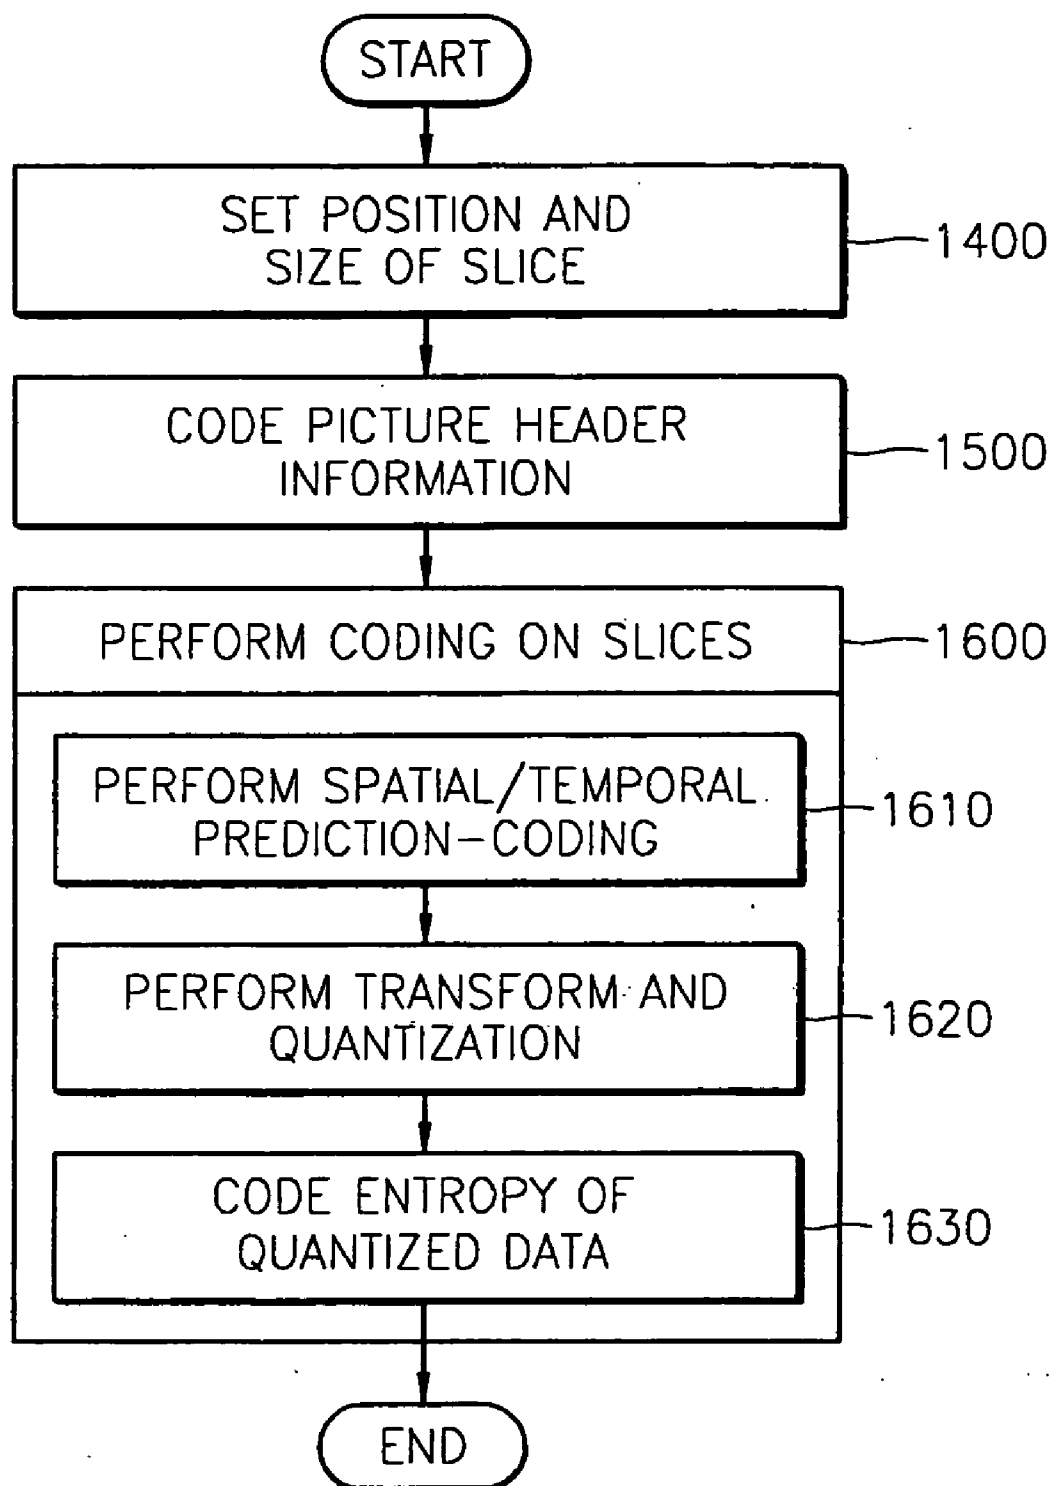 START
SET POSITION AND
SIZE OF SLICE
1400
CODE PICTURE HEADER
INFORMATION
1500
PERFORM CODING ON SLICES
1600
PERFORM SPATIAL/TEMPORAL
PREDICTION-CODING
1610
PERFORM TRANSFORM AND
QUANTIZATION
1620
CODE ENTROPY OF
QUANTIZED DATA
1630
END